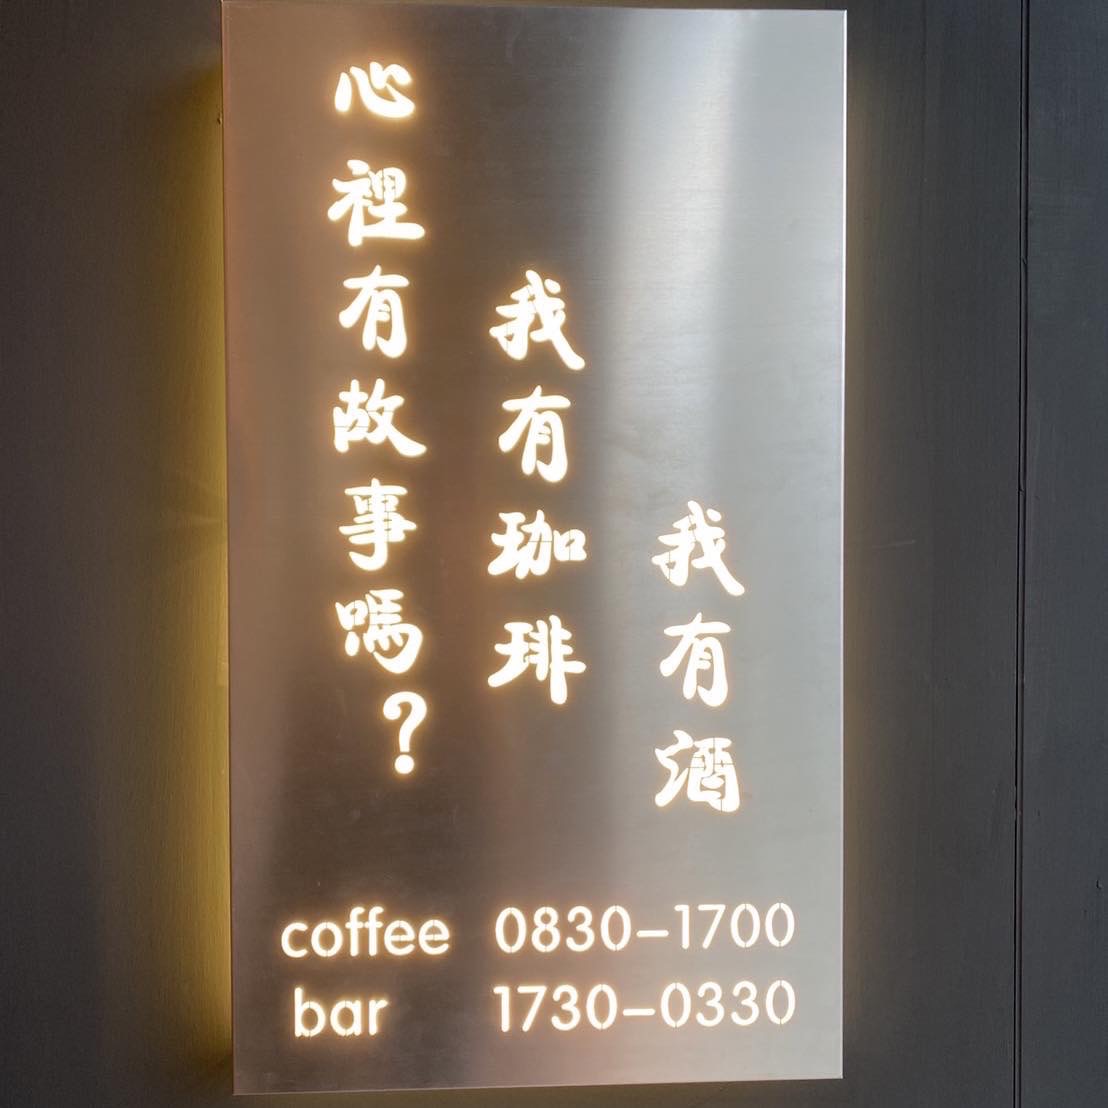 心裡有故事嗎？
我有珈琲
我有酒
coffee 0830–1700
bar 1730–0330